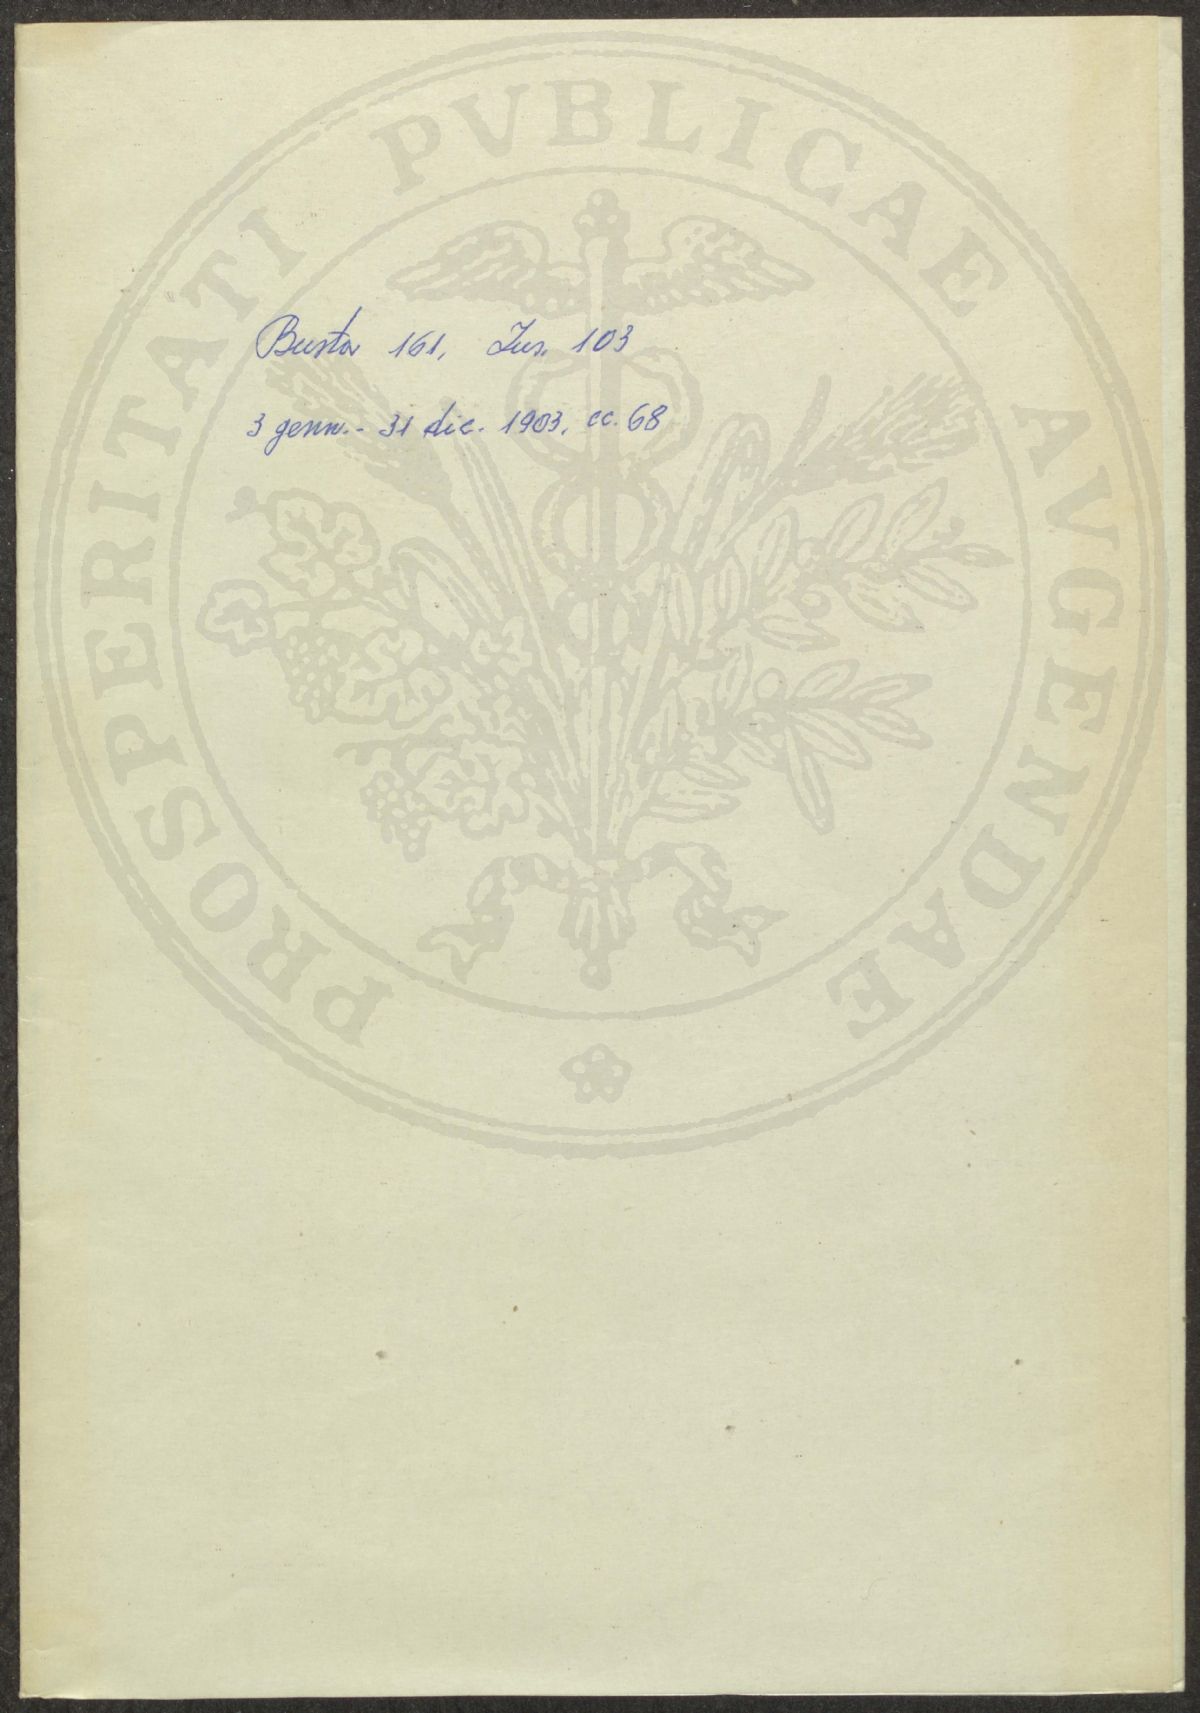 PROSPERITATI PVBLICAE AVGENDAE
Busta 161, Ins. 103
3 genn. - 31 dic. 1903, cc. 68